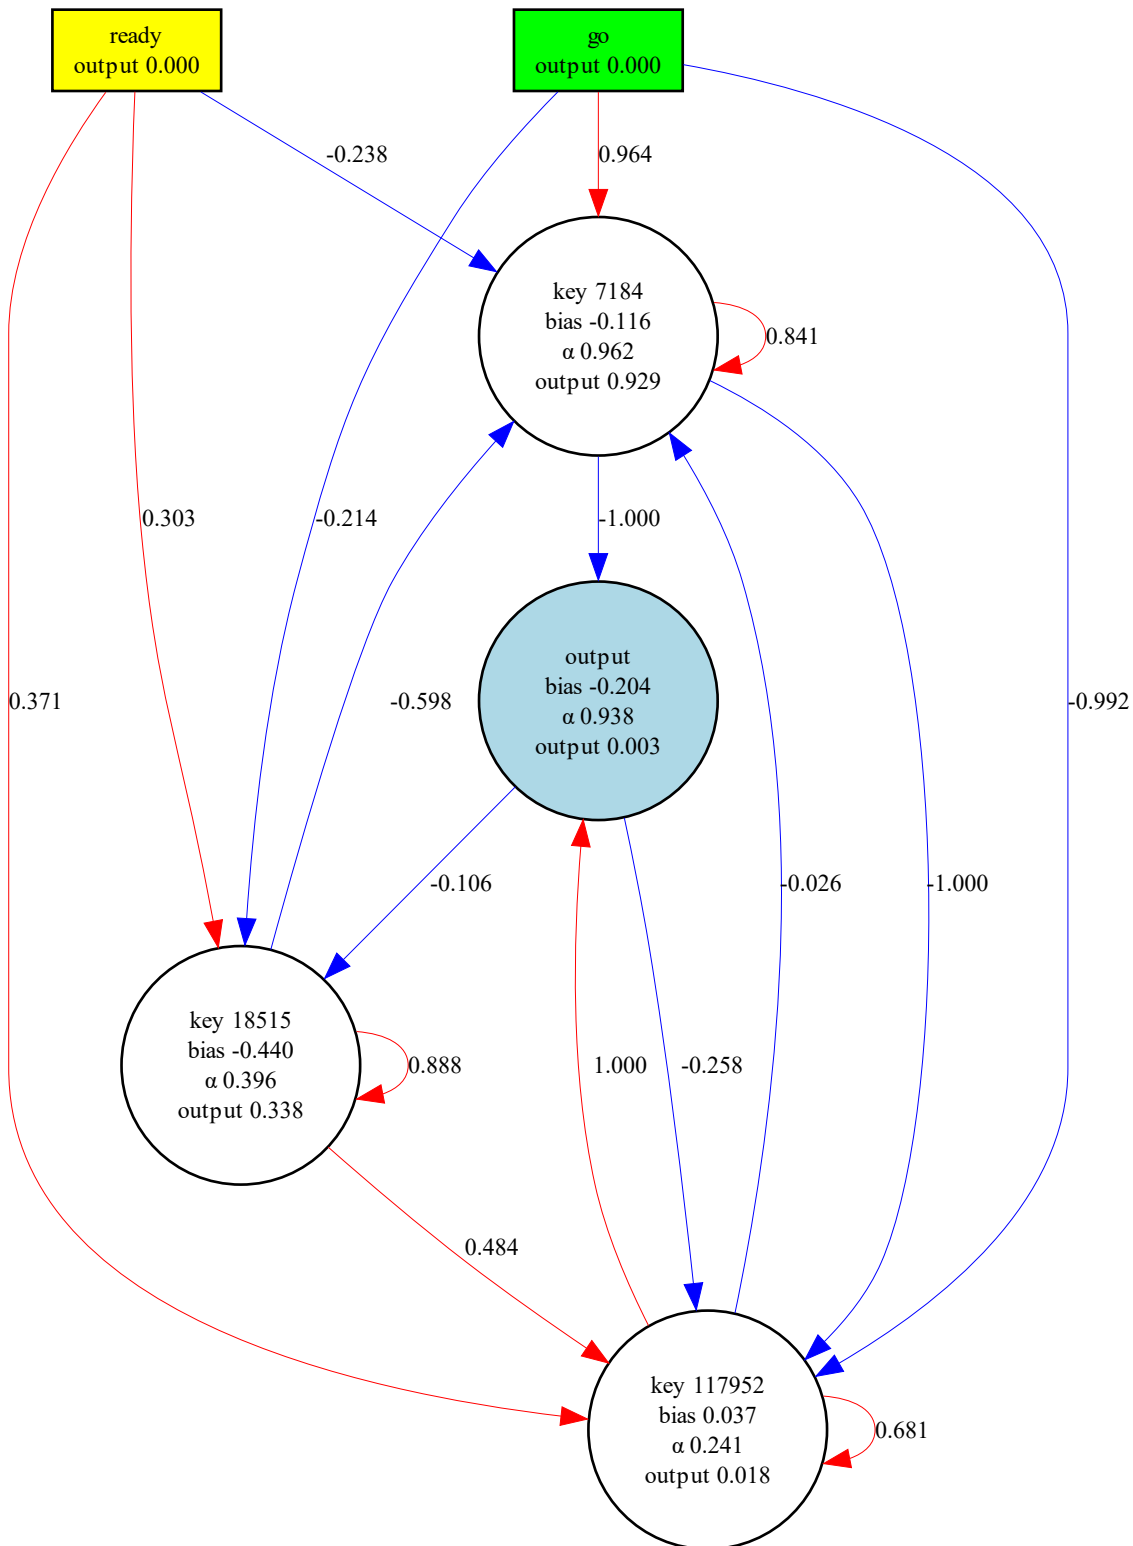 ready
output 0.000
go
output 0.000
-0.238
0.964
key 7184
bias -0.116
α 0.962
output 0.929
0.841
0.303
-0.214
-1.000
output
bias -0.204
α 0.938
output 0.003
0.371
-0.598
-0.992
-0.106
-0.026
-1.000
key 18515
bias -0.440
α 0.396
output 0.338
0.888
1.000
-0.258
0.484
key 117952
bias 0.037
α 0.241
output 0.018
0.681